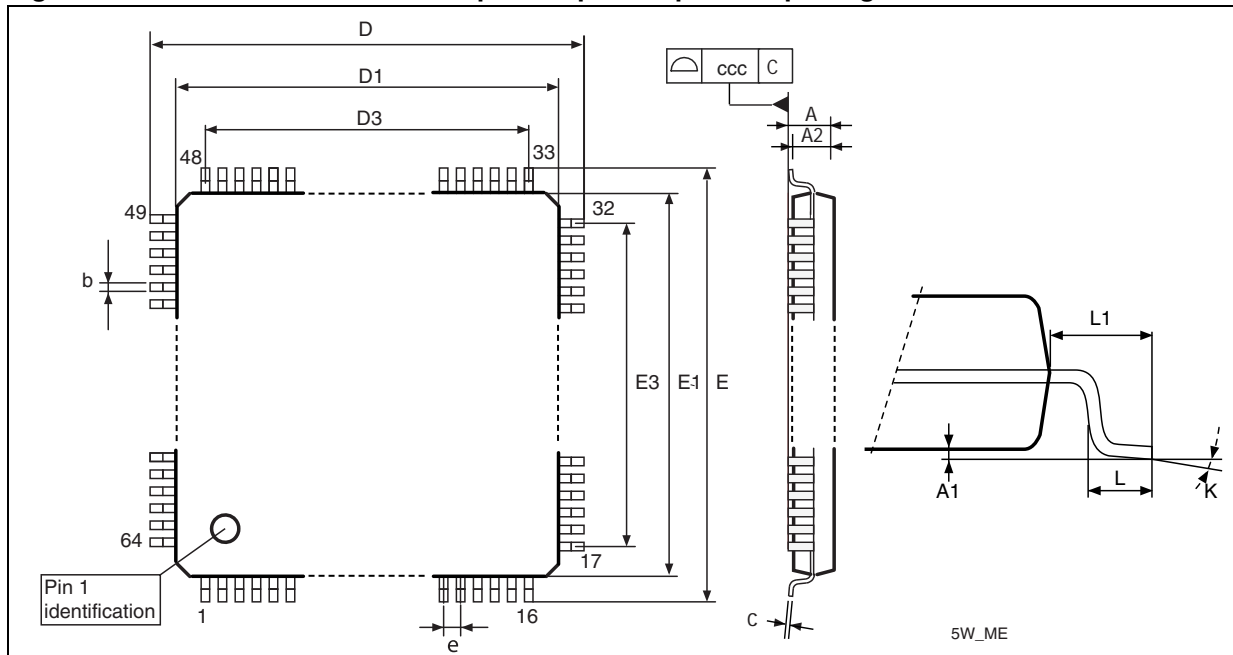 D
D1
ccc C
A
D3
A2
48
33
49
32
b
L1
E3 E1 E
A1
L
K
64
17
Pin 1
identification
1
16
C
5W_ME
e